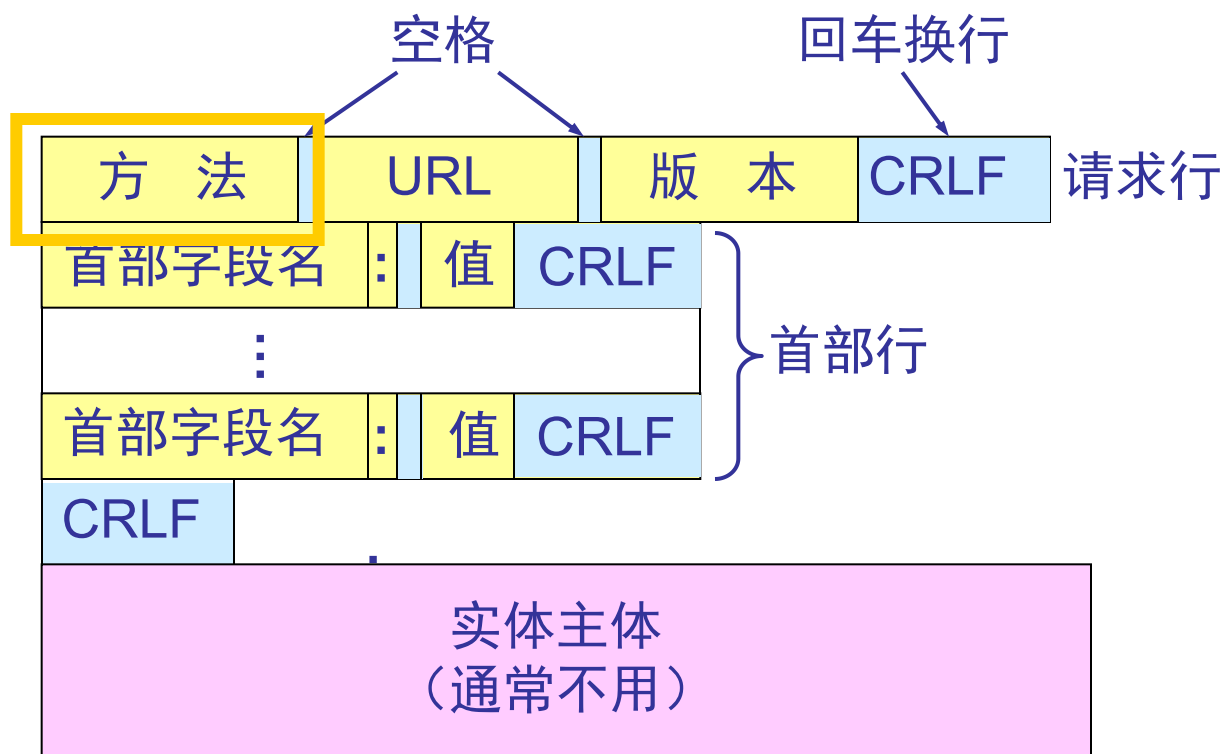 空格 回车换行
方 法 URL 版 本 CRLF 请求行
首部字段名 : 值 CRLF
⋮
首部行
首部字段名 : 值 CRLF
CRLF
实体主体
（通常不用）